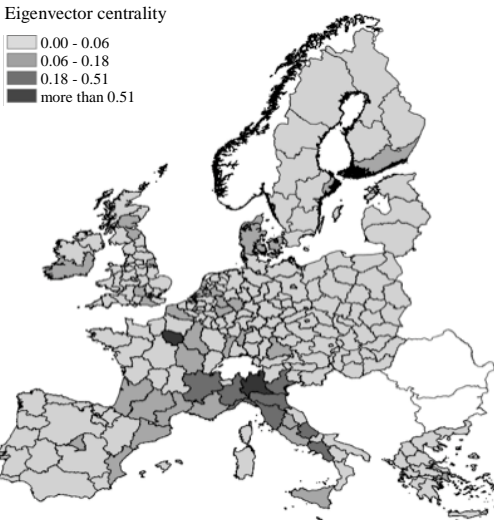 Eigenvector centrality
0.00 - 0.06
0.06 - 0.18
0.18 - 0.51
more than 0.51